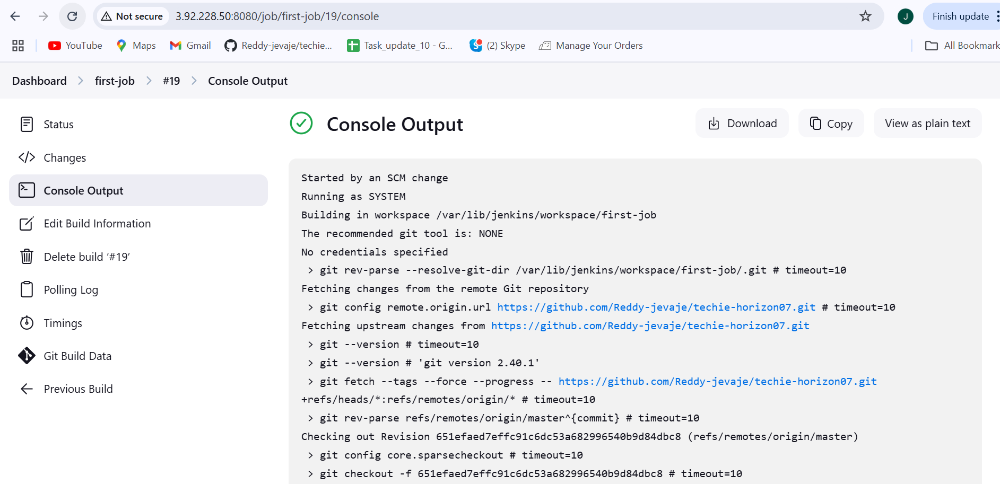 Not secure 3.92.228.50:8080/job/first-job/19/console J Finish update
YouTube Maps Gmail Reddy-jevaje/techie... Task_update_10 - G... (2) Skype Manage Your Orders All Bookmark
Dashboard first-job #19 Console Output
Status
Changes
Console Output
Edit Build Information
Delete build ‘#19’
Polling Log
Timings
Git Build Data
Previous Build
Console Output Download Copy View as plain text
Started by an SCM change
Running as SYSTEM
Building in workspace /var/lib/jenkins/workspace/first-job
The recommended git tool is: NONE
No credentials specified
> git rev-parse --resolve-git-dir /var/lib/jenkins/workspace/first-job/.git # timeout=10
Fetching changes from the remote Git repository
> git config remote.origin.url https://github.com/Reddy-jevaje/techie-horizon07.git # timeout=10
Fetching upstream changes from https://github.com/Reddy-jevaje/techie-horizon07.git
> git --version # timeout=10
> git --version # 'git version 2.40.1'
> git fetch --tags --force --progress -- https://github.com/Reddy-jevaje/techie-horizon07.git
+refs/heads/*:refs/remotes/origin/* # timeout=10
> git rev-parse refs/remotes/origin/master^{commit} # timeout=10
Checking out Revision 651efaed7effc91c6dc53a682996540b9d84dbc8 (refs/remotes/origin/master)
> git config core.sparsecheckout # timeout=10
> git checkout -f 651efaed7effc91c6dc53a682996540b9d84dbc8 # timeout=10